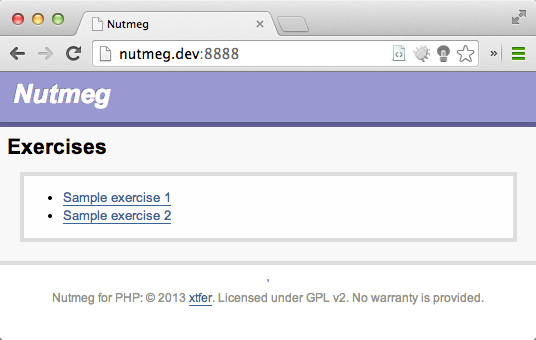 Nutmeg
nutmeg.dev:8888
»
Nutmeg
Exercises
• Sample exercise 1
• Sample exercise 2
,
Nutmeg for PHP: © 2013 xtfer. Licensed under GPL v2. No warranty is provided.